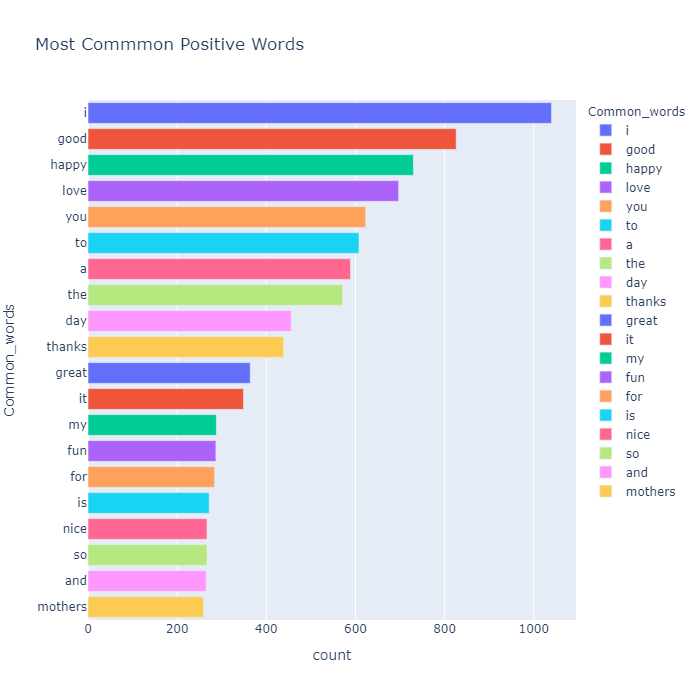 Most Commmon Positive Words
Common_words
i
good
happy
love
you
to
a
the
day
thanks
great
it
my
fun
for
is
nice
so
and
mothers
0 200 400 600 800 1000
count
Common_words
i
good
happy
love
you
to
a
the
day
thanks
great
it
my
fun
for
is
nice
so
and
mothers